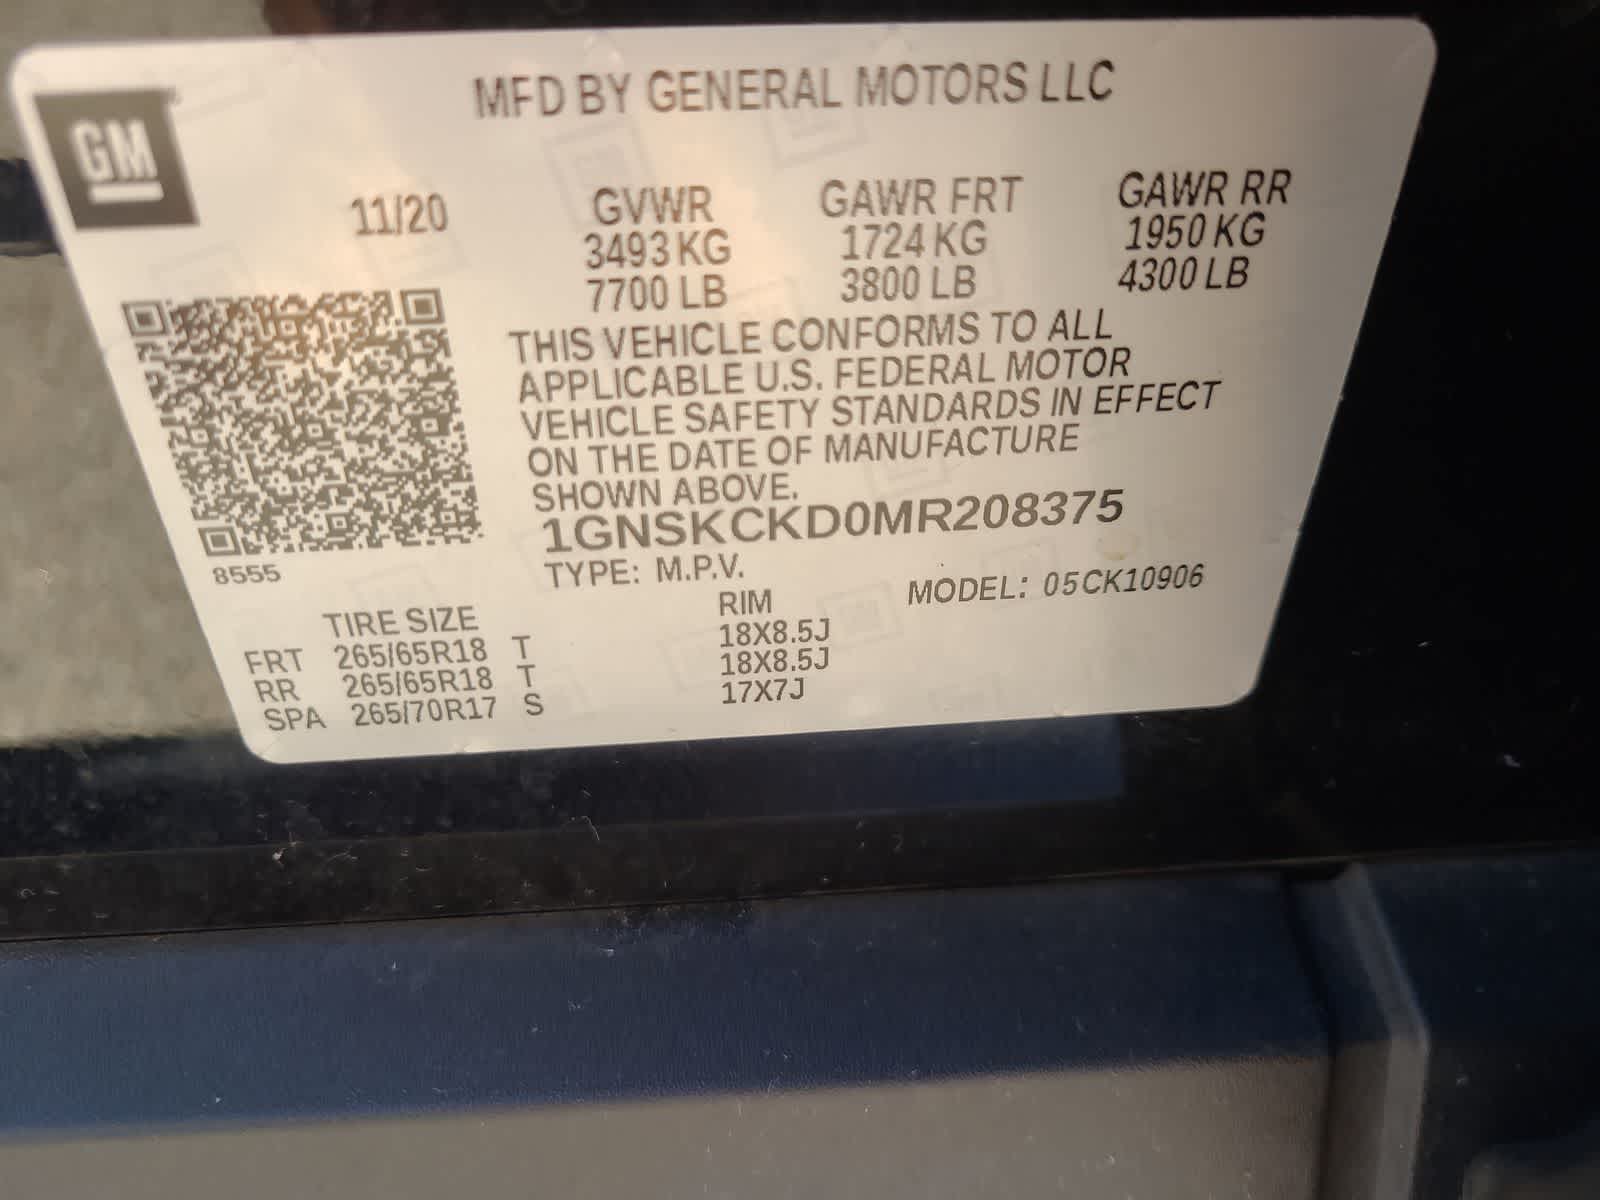 GM
MFD BY GENERAL MOTORS LLC
11/20
GVWR GAWR FRT GAWR RR
3493 KG 1724 KG 1950 KG
7700 LB 3800 LB 4300 LB
THIS VEHICLE CONFORMS TO ALL
APPLICABLE U.S. FEDERAL MOTOR
VEHICLE SAFETY STANDARDS IN EFFECT
ON THE DATE OF MANUFACTURE
SHOWN ABOVE.
1GNSKCKD0MR208375
8555
TYPE: M.P.V. MODEL: 05CK10906
TIRE SIZE RIM
FRT 265/65R18 T 18X8.5J
RR 265/65R18 T 18X8.5J
SPA 265/70R17 S 17X7J